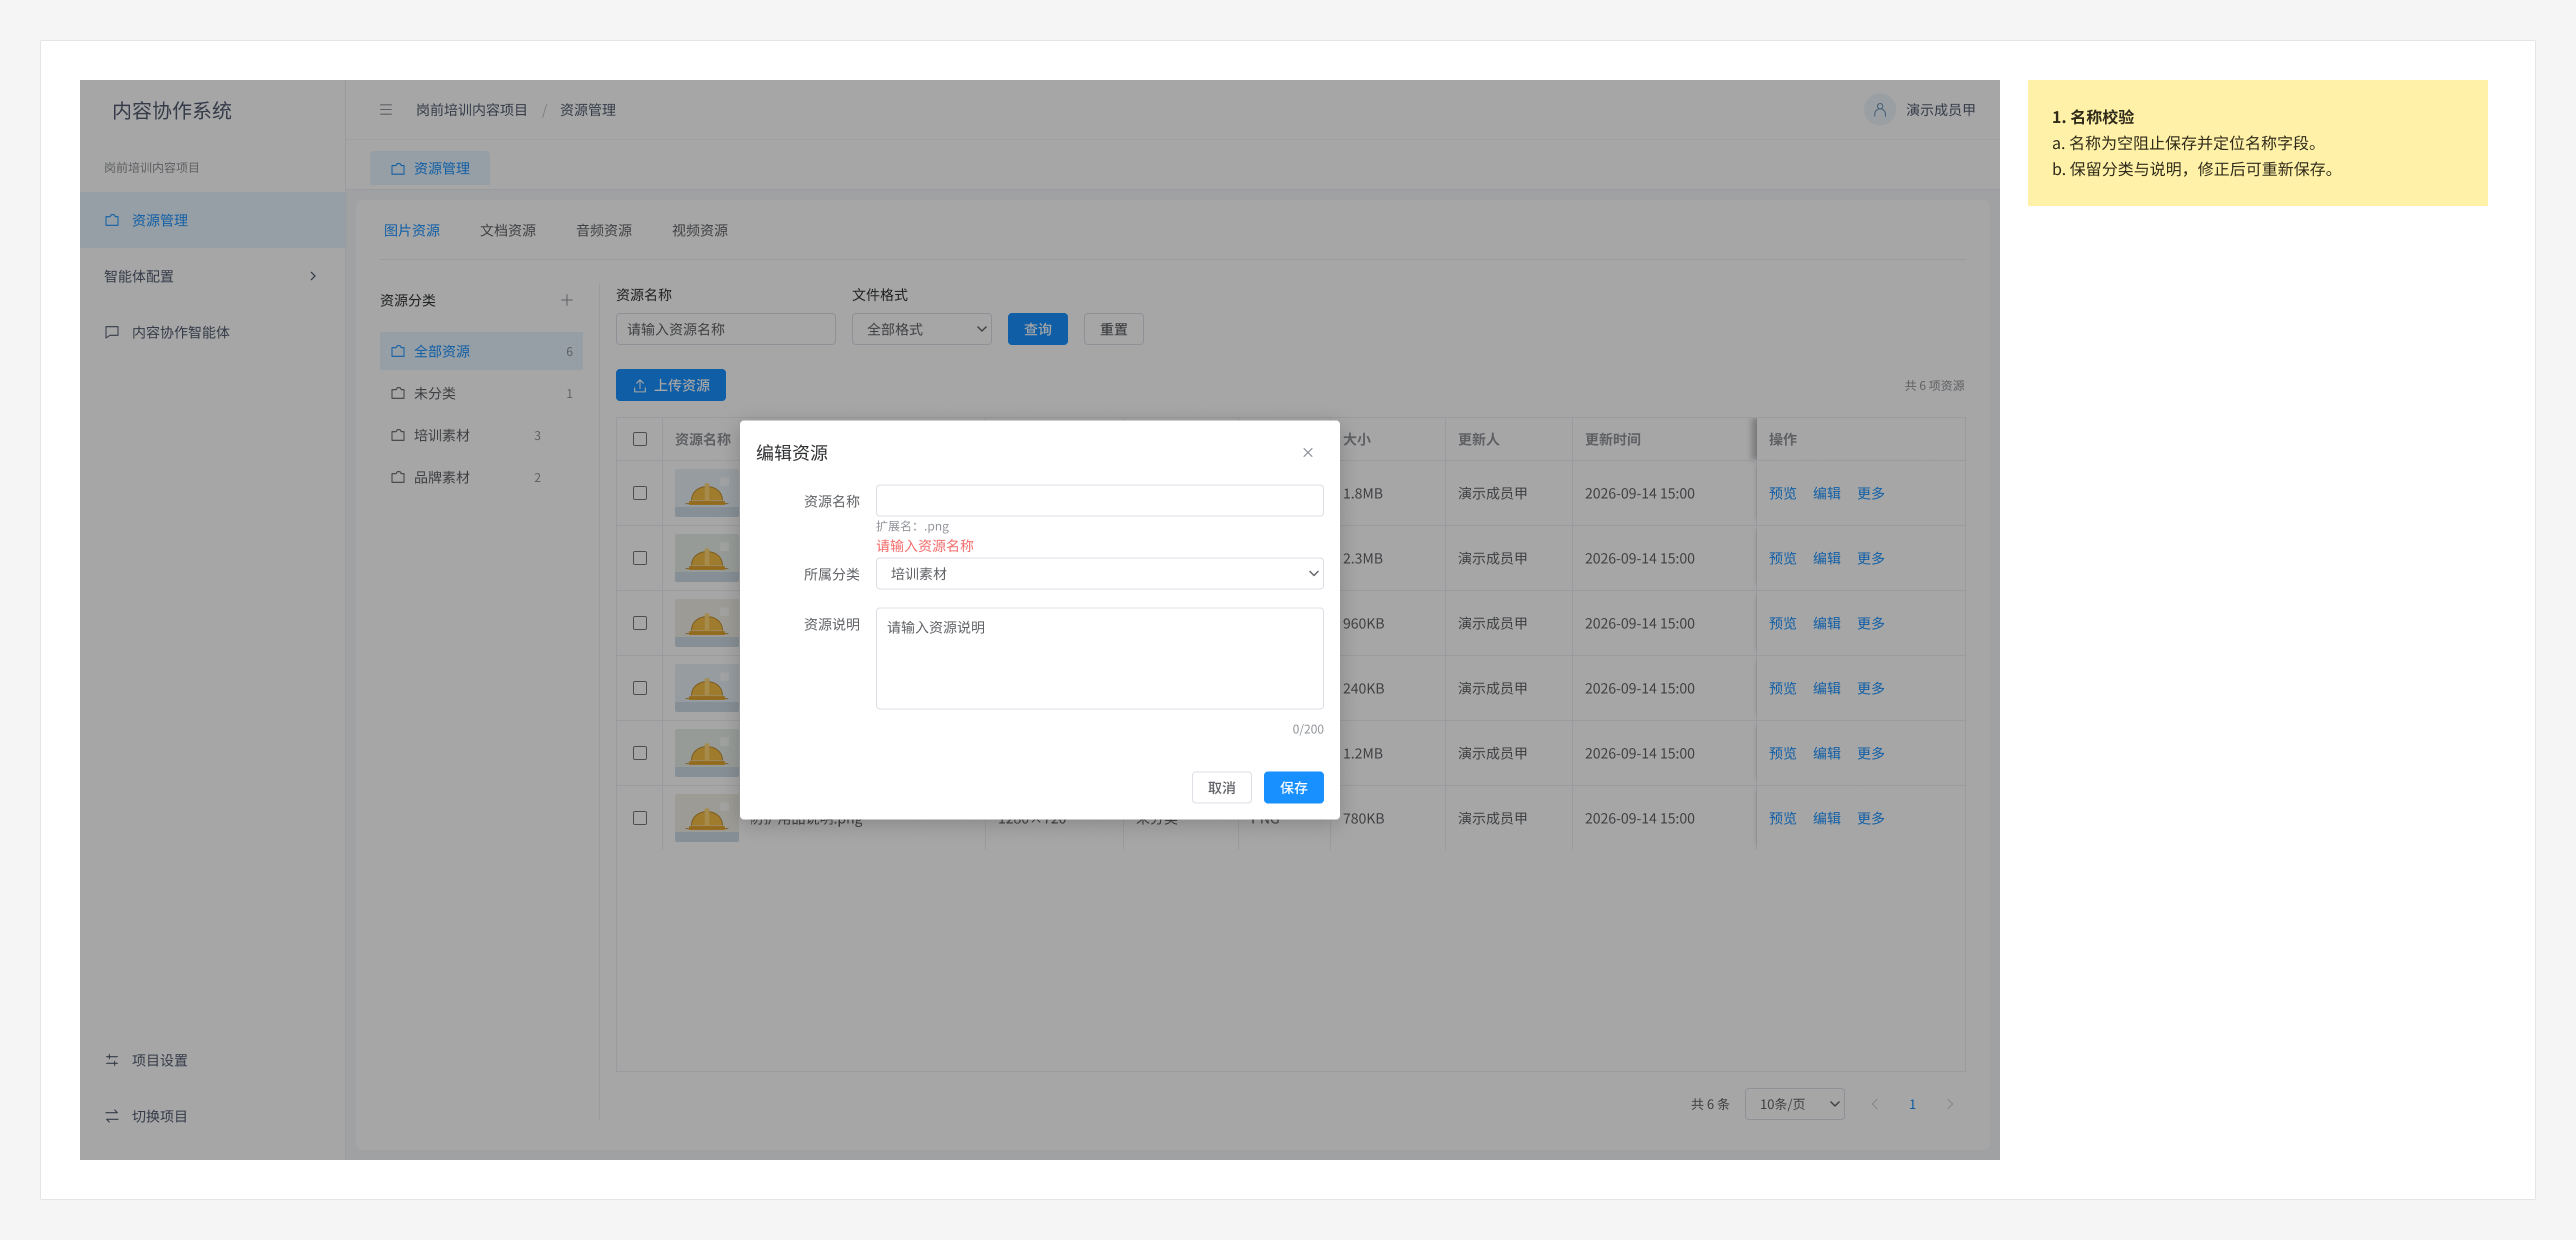 内容协作系统
岗前培训内容项目 / 资源管理
演示成员甲
岗前培训内容项目
资源管理
智能体配置
内容协作智能体
项目设置
切换项目
资源管理
图片资源 文档资源 音频资源 视频资源
资源分类
全部资源 6
未分类 1
培训素材 3
品牌素材 2
资源名称 文件格式
请输入资源名称 全部格式 查询 重置
上传资源 共 6 项资源
资源名称 大小 更新人 更新时间 操作
1.8MB 演示成员甲 2026-09-14 15:00 预览 编辑 更多
2.3MB 演示成员甲 2026-09-14 15:00 预览 编辑 更多
960KB 演示成员甲 2026-09-14 15:00 预览 编辑 更多
240KB 演示成员甲 2026-09-14 15:00 预览 编辑 更多
1.2MB 演示成员甲 2026-09-14 15:00 预览 编辑 更多
防护用品说明.png 1280×720 未分类 PNG 780KB 演示成员甲 2026-09-14 15:00 预览 编辑 更多
共 6 条 10条/页 1
编辑资源
资源名称
扩展名：.png
请输入资源名称
所属分类 培训素材
资源说明 请输入资源说明
0/200
取消 保存
1. 名称校验
a. 名称为空阻止保存并定位名称字段。
b. 保留分类与说明，修正后可重新保存。